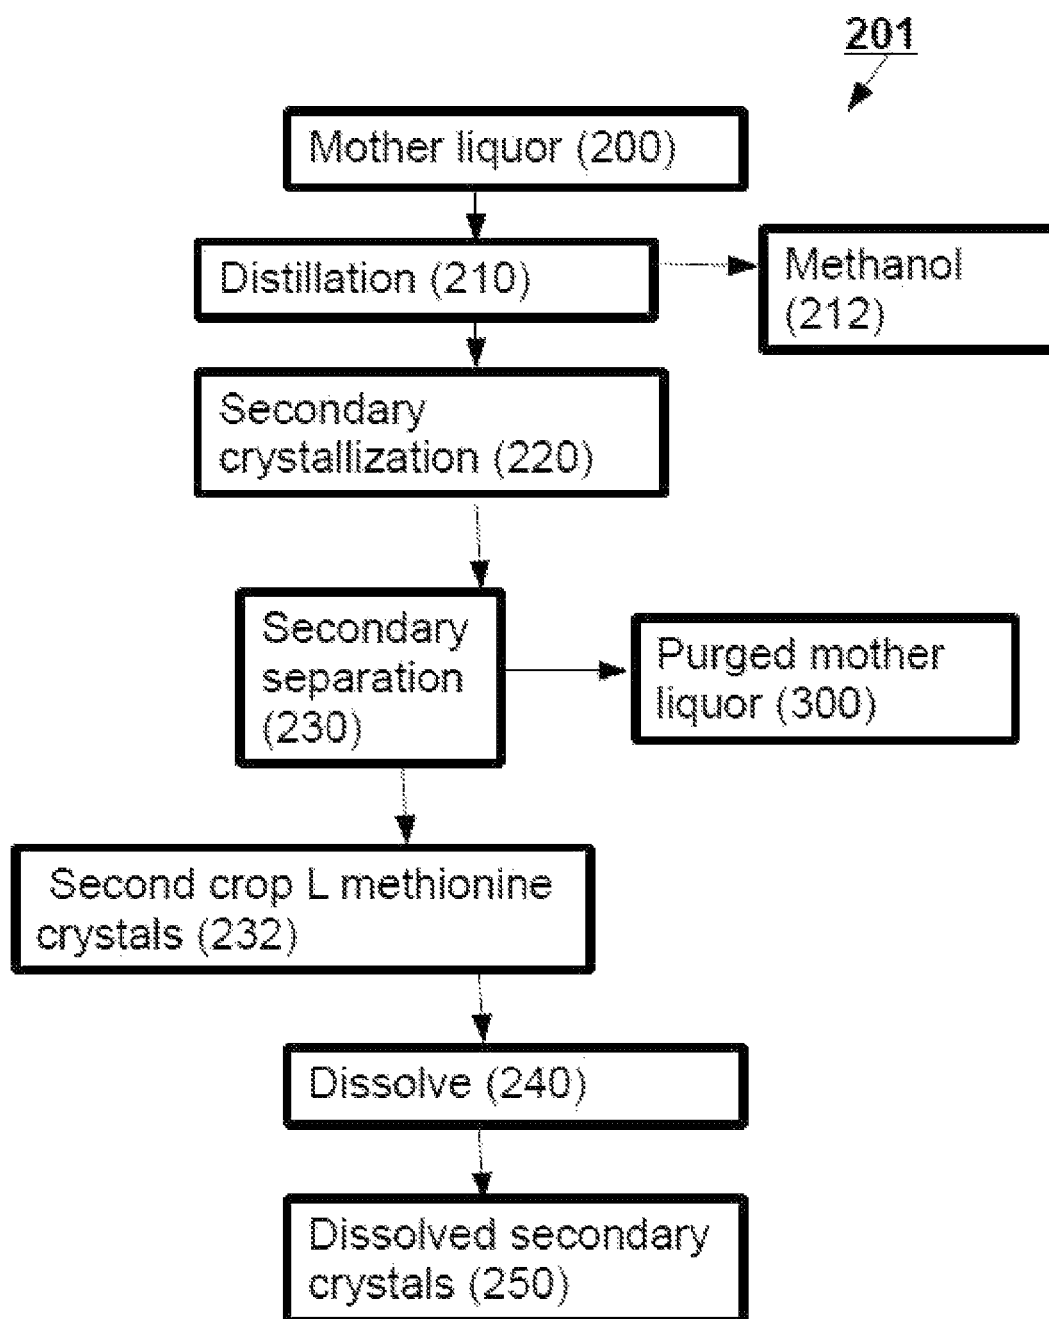 201
Mother liquor (200)
Distillation (210)
Methanol
(212)
Secondary
crystallization (220)
Secondary
separation
(230)
Purged mother
liquor (300)
Second crop L methionine
crystals (232)
Dissolve (240)
Dissolved secondary
crystals (250)